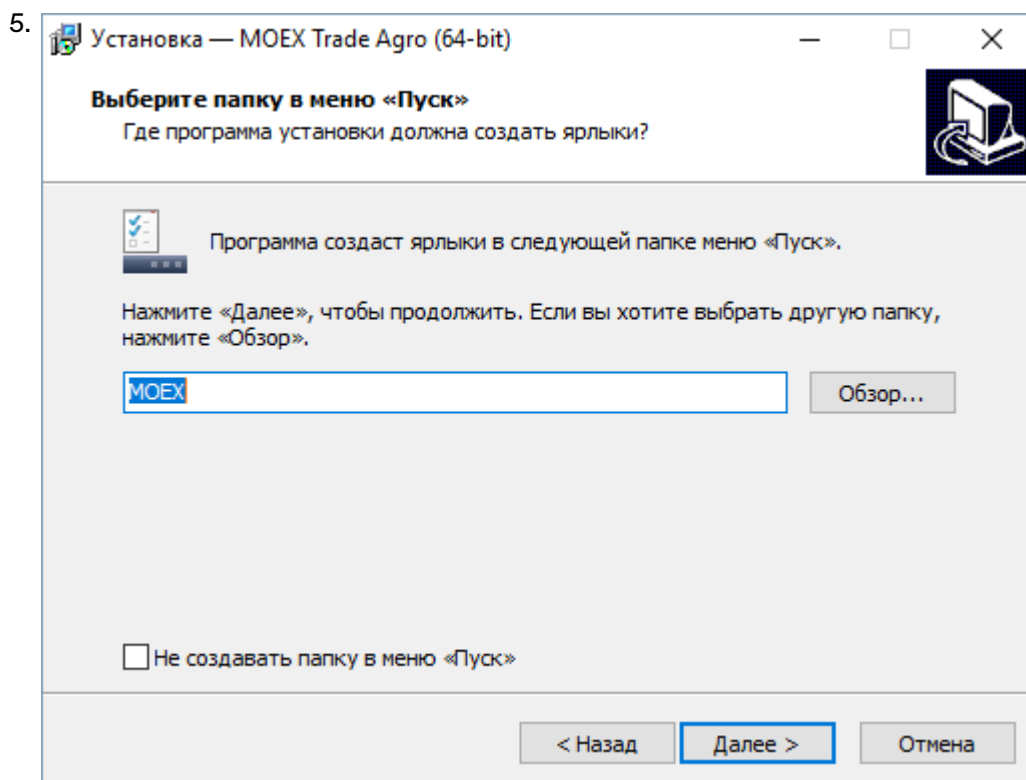 5.
Установка — MOEX Trade Agro (64-bit)
Выберите папку в меню «Пуск»
Где программа установки должна создать ярлыки?
Программа создаст ярлыки в следующей папке меню «Пуск».
Нажмите «Далее», чтобы продолжить. Если вы хотите выбрать другую папку,
нажмите «Обзор».
MOEX
Обзор...
Не создавать папку в меню «Пуск»
< Назад
Далее >
Отмена